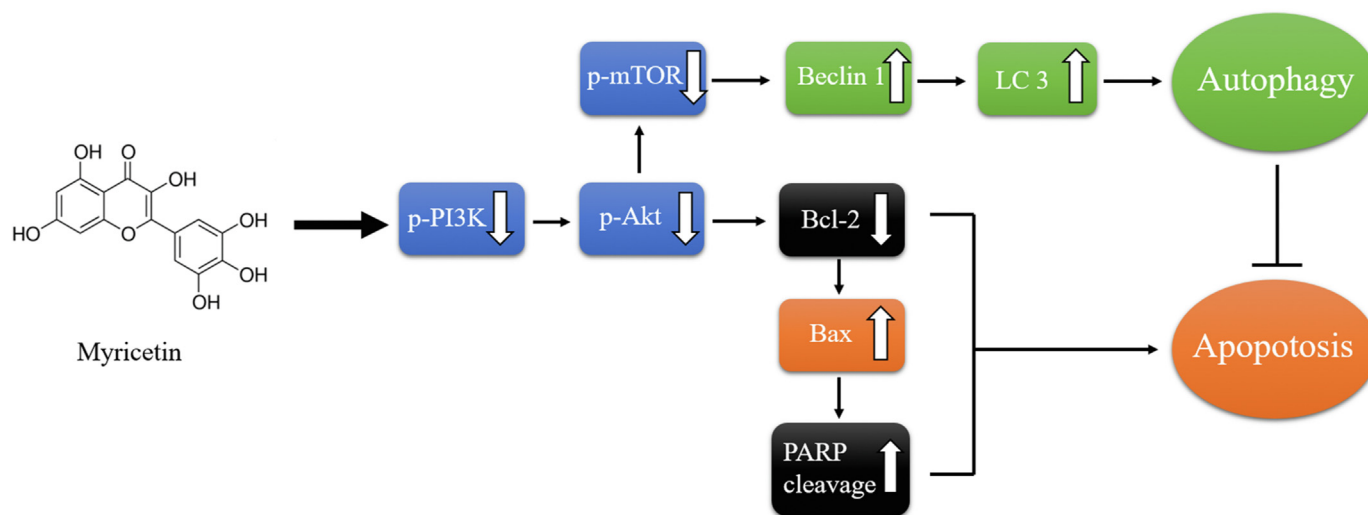 p-mTOR
Beclin 1
LC 3
Autophagy
OH
O
OH
HO
O
OH
OH
OH
Myricetin
p-PI3K
p-Akt
Bcl-2
Bax
PARP
cleavage
Apopotosis